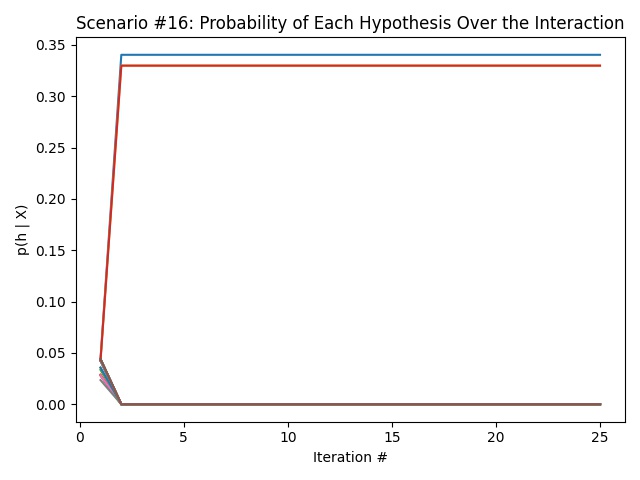 Scenario #16: Probability of Each Hypothesis Over the Interaction
0.35
0.30
0.25
0.20
0.15
0.10
0.05
0.00
p(h | X)
0 5 10 15 20 25
Iteration #